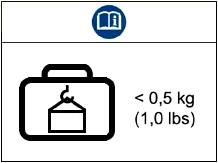 < 0,5 kg
(1,0 lbs)